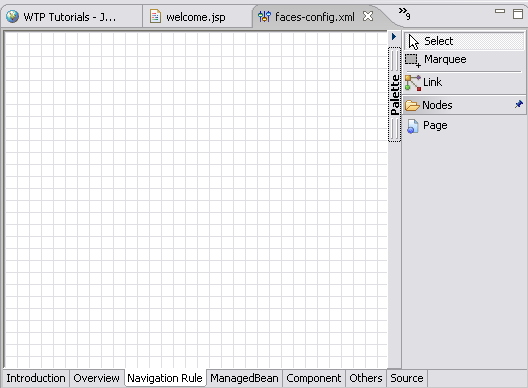 WTP Tutorials - J...
welcome.jsp
faces-config.xml
»9
Select
Marquee
Link
Palette
Nodes
Page
Introduction Overview Navigation Rule ManagedBean Component Others Source